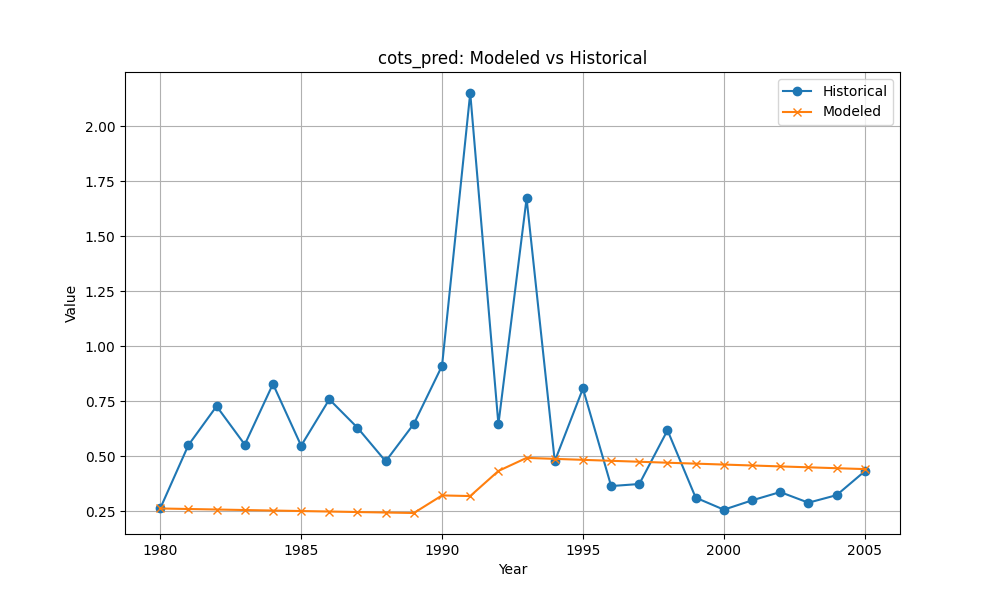 cots_pred: Modeled vs Historical
Historical
Modeled
2.00
1.75
1.50
1.25
1.00
0.75
0.50
0.25
Value
1980 1985 1990 1995 2000 2005
Year